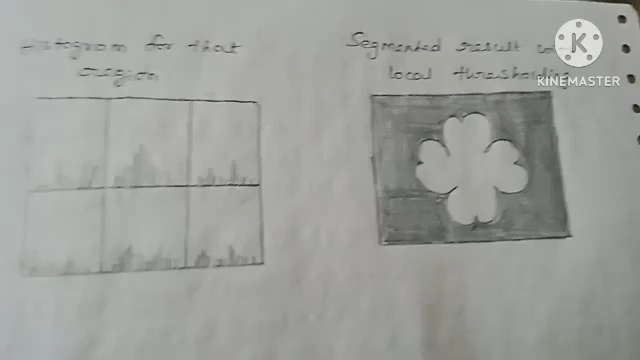 Histogram for that
region
Segmented result
local thresholding
KINEMASTER